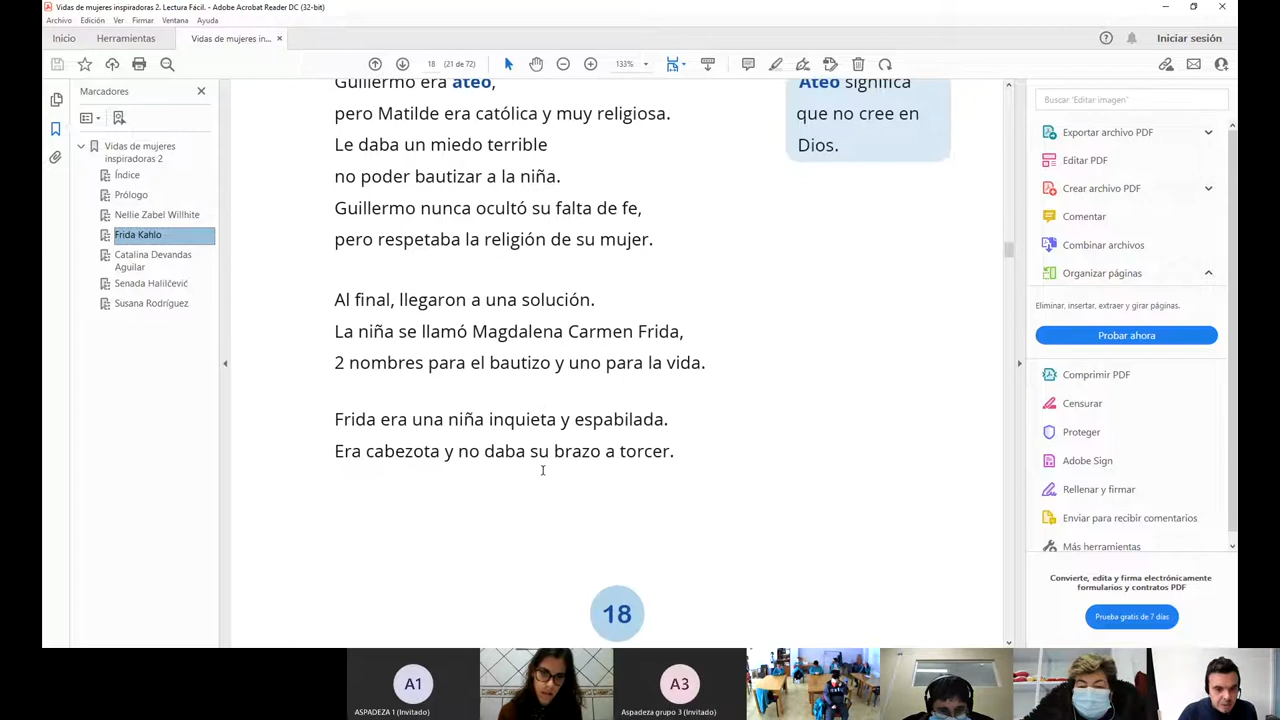 Vidas de mujeres inspiradoras 2. Lectura Fácil. - Adobe Acrobat Reader DC (32-bit)
Archivo Edición Ver Firmar Ventana Ayuda
Inicio Herramientas Vidas de mujeres in... × Iniciar sesión
18 (21 de 72) 133%
Marcadores
Vidas de mujeres
inspiradoras 2
Índice
Prólogo
Nellie Zabel Willhite
Frida Kahlo
Catalina Devandas
Aguilar
Senada Halilčević
Susana Rodríguez
Guillermo era ateo,
pero Matilde era católica y muy religiosa.
Le daba un miedo terrible
no poder bautizar a la niña.
Guillermo nunca ocultó su falta de fe,
pero respetaba la religión de su mujer.
Al final, llegaron a una solución.
La niña se llamó Magdalena Carmen Frida,
2 nombres para el bautizo y uno para la vida.
Frida era una niña inquieta y espabilada.
Era cabezota y no daba su brazo a torcer.
18
Ateo significa
que no cree en
Dios.
Buscar 'Editar imagen'
Exportar archivo PDF
Editar PDF
Crear archivo PDF
Comentar
Combinar archivos
Organizar páginas
Eliminar, insertar, extraer y girar páginas.
Probar ahora
Comprimir PDF
Censurar
Proteger
Adobe Sign
Rellenar y firmar
Enviar para recibir comentarios
Más herramientas
Convierte, edita y firma electrónicamente
formularios y contratos PDF
Prueba gratis de 7 días
A1
ASPADEZA 1 (Invitado)
A3
Aspadeza grupo 3 (Invitado)